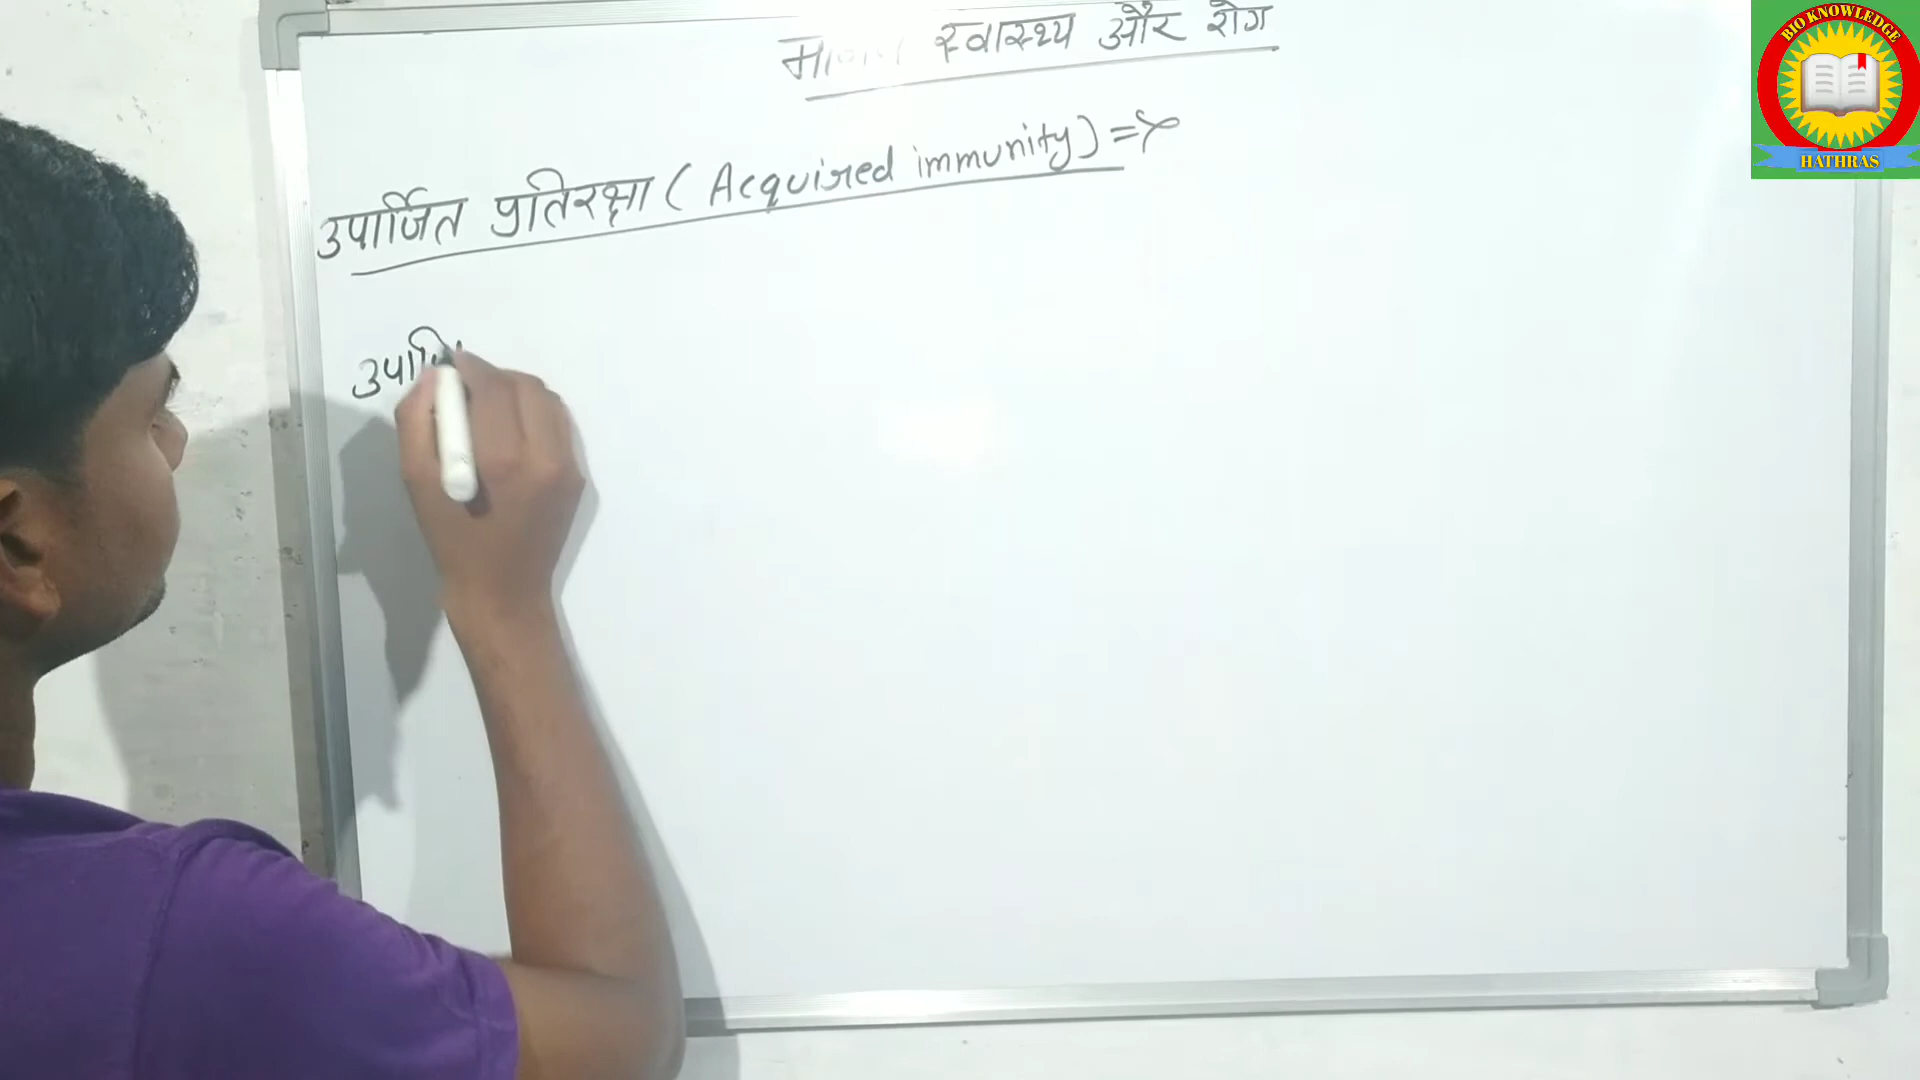 स्वास्थ्य और रोग
BIO KNOWLEDGE
HATHRAS
उपार्जित प्रतिरक्षा ( Acquired immunity ) =